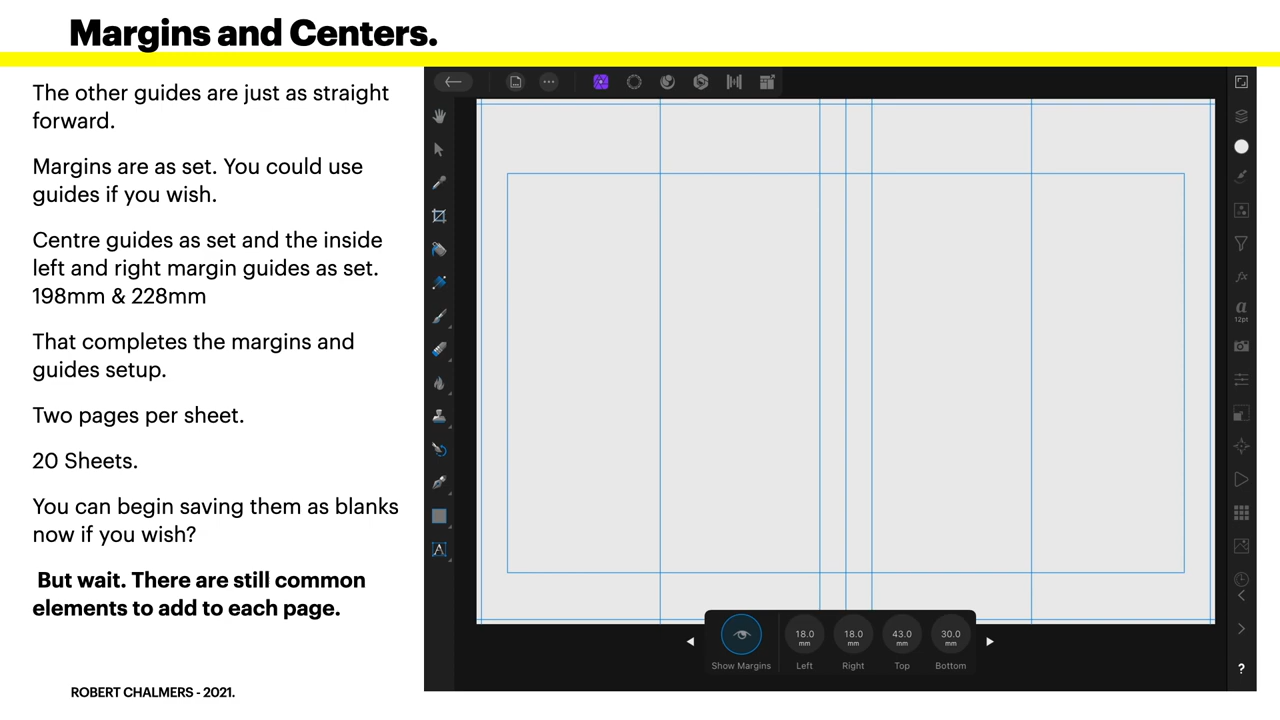 Margins and Centers.
The other guides are just as straight
forward.
Margins are as set. You could use
guides if you wish.
Centre guides as set and the inside
left and right margin guides as set.
198mm & 228mm
That completes the margins and
guides setup.
Two pages per sheet.
20 Sheets.
You can begin saving them as blanks
now if you wish?
But wait. There are still common
elements to add to each page.
ROBERT CHALMERS - 2021.
fx
a
12pt
A
18.0 18.0 43.0 30.0
mm mm mm mm
Show Margins Left Right Top Bottom
?